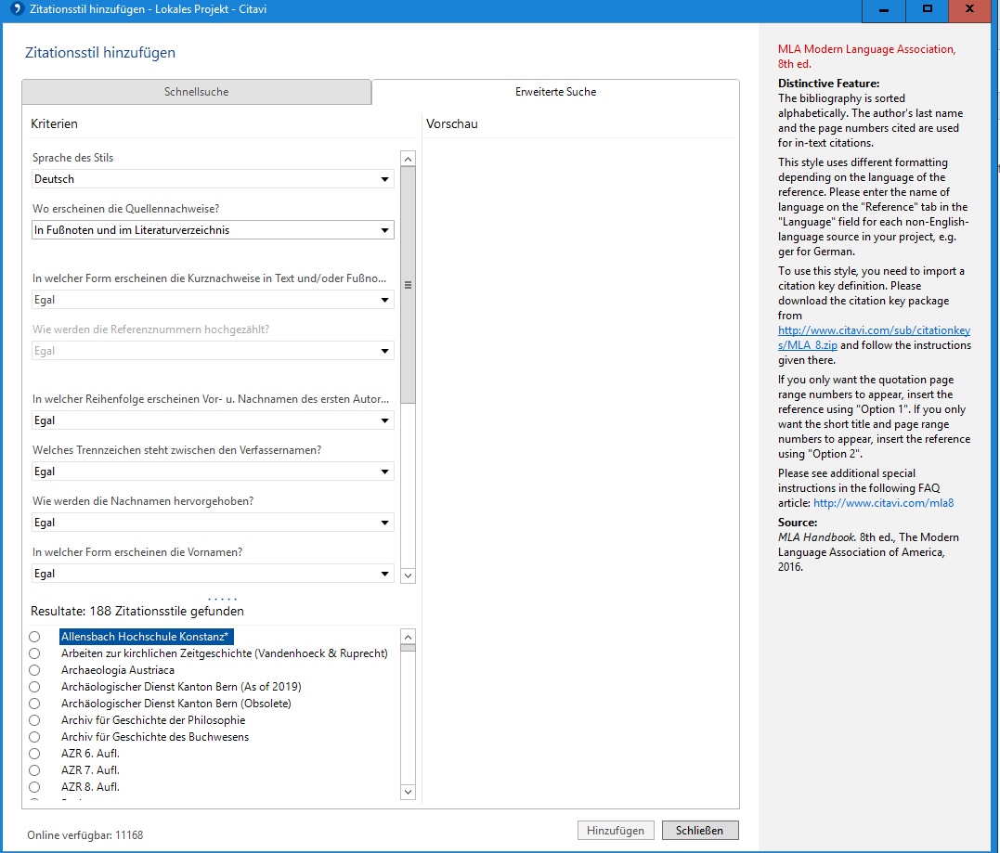 Zitationsstil hinzufügen - Lokales Projekt - Citavi
Zitationsstil hinzufügen
Schnellsuche
Erweiterte Suche
Kriterien
Vorschau
Sprache des Stils
Deutsch
Wo erscheinen die Quellennachweise?
In Fußnoten und im Literaturverzeichnis
In welcher Form erscheinen die Kurznachweise in Text und/oder Fußno...
Egal
Wie werden die Referenznummern hochgezählt?
Egal
In welcher Reihenfolge erscheinen Vor- u. Nachnamen des ersten Autor...
Egal
Welches Trennzeichen steht zwischen den Verfassernamen?
Egal
Wie werden die Nachnamen hervorgehoben?
Egal
In welcher Form erscheinen die Vornamen?
Egal
Resultate: 188 Zitationsstile gefunden
Allensbach Hochschule Konstanz*
Arbeiten zur kirchlichen Zeitgeschichte (Vandenhoeck & Ruprecht)
Archaeologia Austriaca
Archäologischer Dienst Kanton Bern (As of 2019)
Archäologischer Dienst Kanton Bern (Obsolete)
Archiv für Geschichte der Philosophie
Archiv für Geschichte des Buchwesens
AZR 6. Aufl.
AZR 7. Aufl.
AZR 8. Aufl.
Online verfügbar: 11168
Hinzufügen
Schließen
MLA Modern Language Association,
8th ed.
Distinctive Feature:
The bibliography is sorted
alphabetically. The author's last name
and the page numbers cited are used
for in-text citations.
This style uses different formatting
depending on the language of the
reference. Please enter the name of
language on the "Reference" tab in the
"Language" field for each non-English-
language source in your project, e.g.
ger for German.
To use this style, you need to import a
citation key definition. Please
download the citation key package
from
http://www.citavi.com/sub/citationkey
s/MLA_8.zip and follow the instructions
given there.
If you only want the quotation page
range numbers to appear, insert the
reference using "Option 1". If you only
want the short title and page range
numbers to appear, insert the reference
using "Option 2".
Please see additional special
instructions in the following FAQ
article: http://www.citavi.com/mla8
Source:
MLA Handbook. 8th ed., The Modern
Language Association of America,
2016.